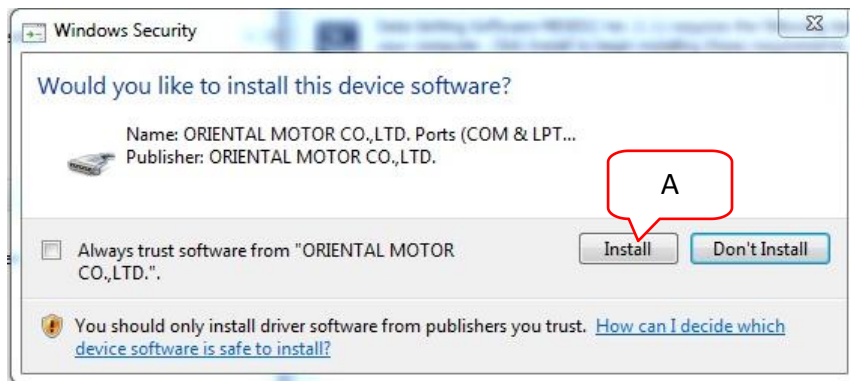 Windows Security
Would you like to install this device software?
Name: ORIENTAL MOTOR CO.,LTD. Ports (COM & LPT...
Publisher: ORIENTAL MOTOR CO.,LTD.
A
Always trust software from "ORIENTAL MOTOR
CO.,LTD.".
Install
Don't Install
You should only install driver software from publishers you trust. How can I decide which
device software is safe to install?